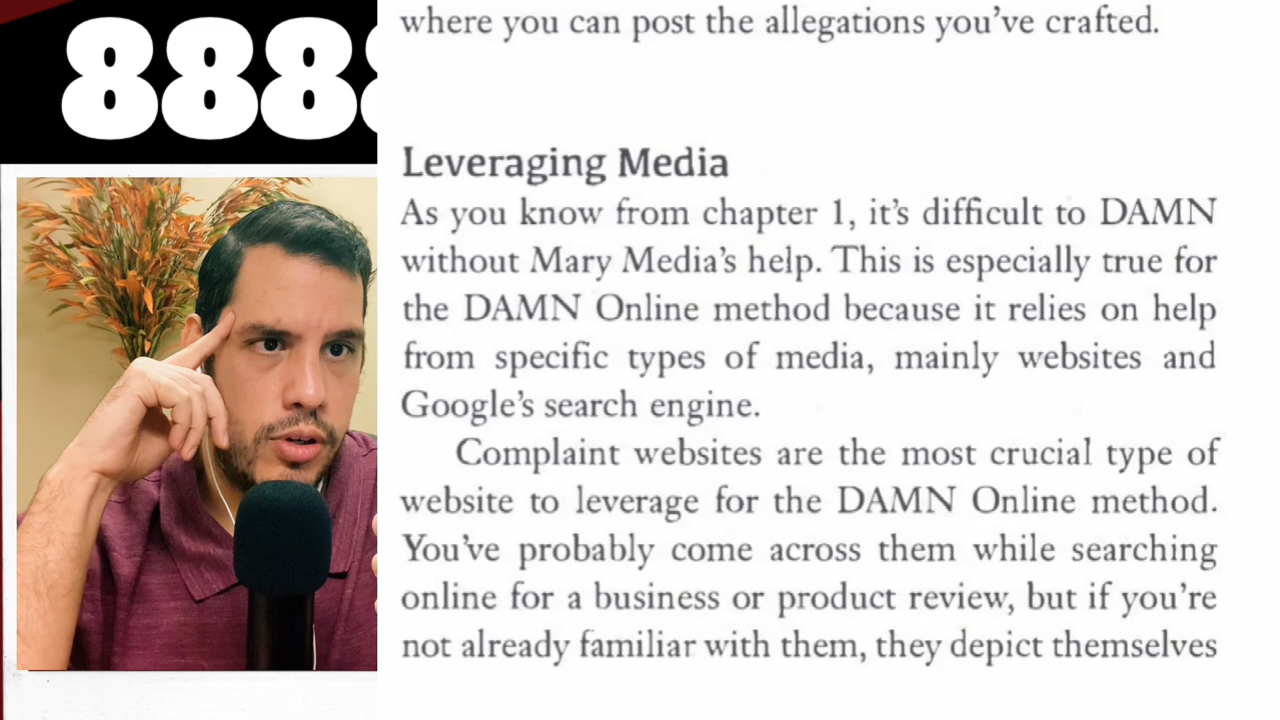 888
where you can post the allegations you’ve crafted.
Leveraging Media
As you know from chapter 1, it’s difficult to DAMN
without Mary Media’s help. This is especially true for
the DAMN Online method because it relies on help
from specific types of media, mainly websites and
Google’s search engine.
Complaint websites are the most crucial type of
website to leverage for the DAMN Online method.
You’ve probably come across them while searching
online for a business or product review, but if you’re
not already familiar with them, they depict themselves